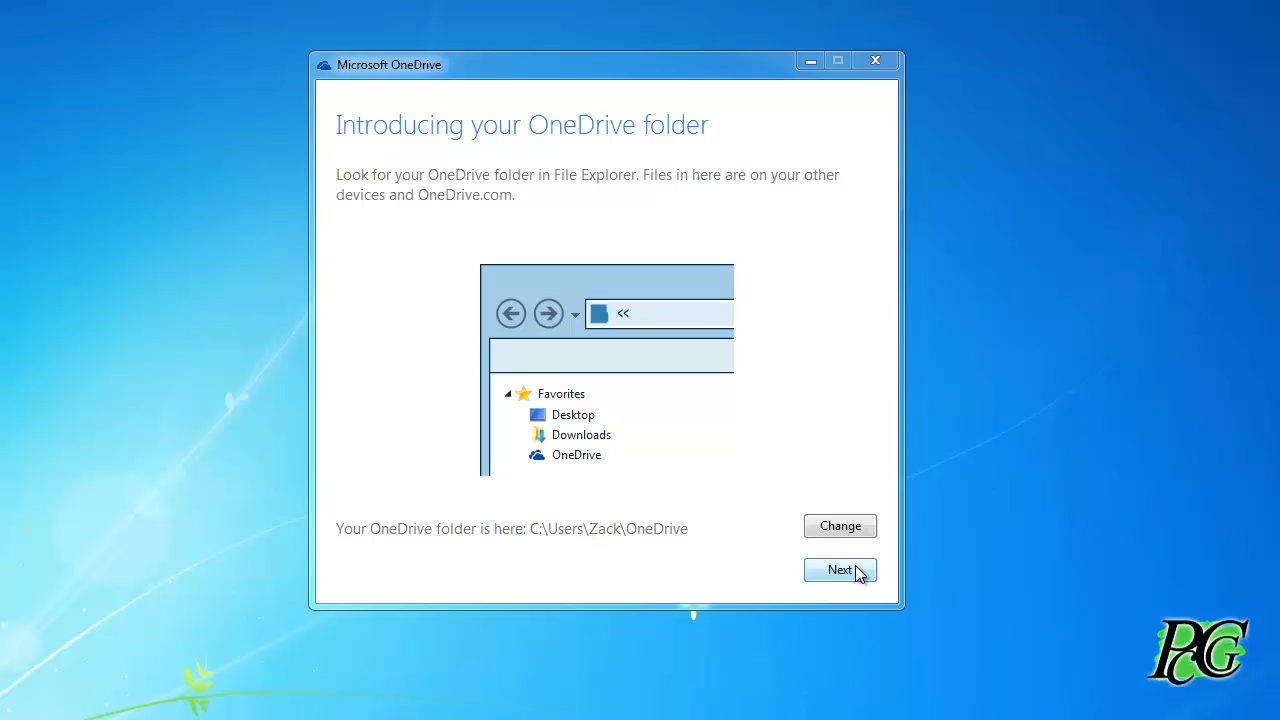 Microsoft OneDrive
Introducing your OneDrive folder
Look for your OneDrive folder in File Explorer. Files in here are on your other
devices and OneDrive.com.
<<
Favorites
Desktop
Downloads
OneDrive
Your OneDrive folder is here: C:\Users\Zack\OneDrive
Change
Next
PCG